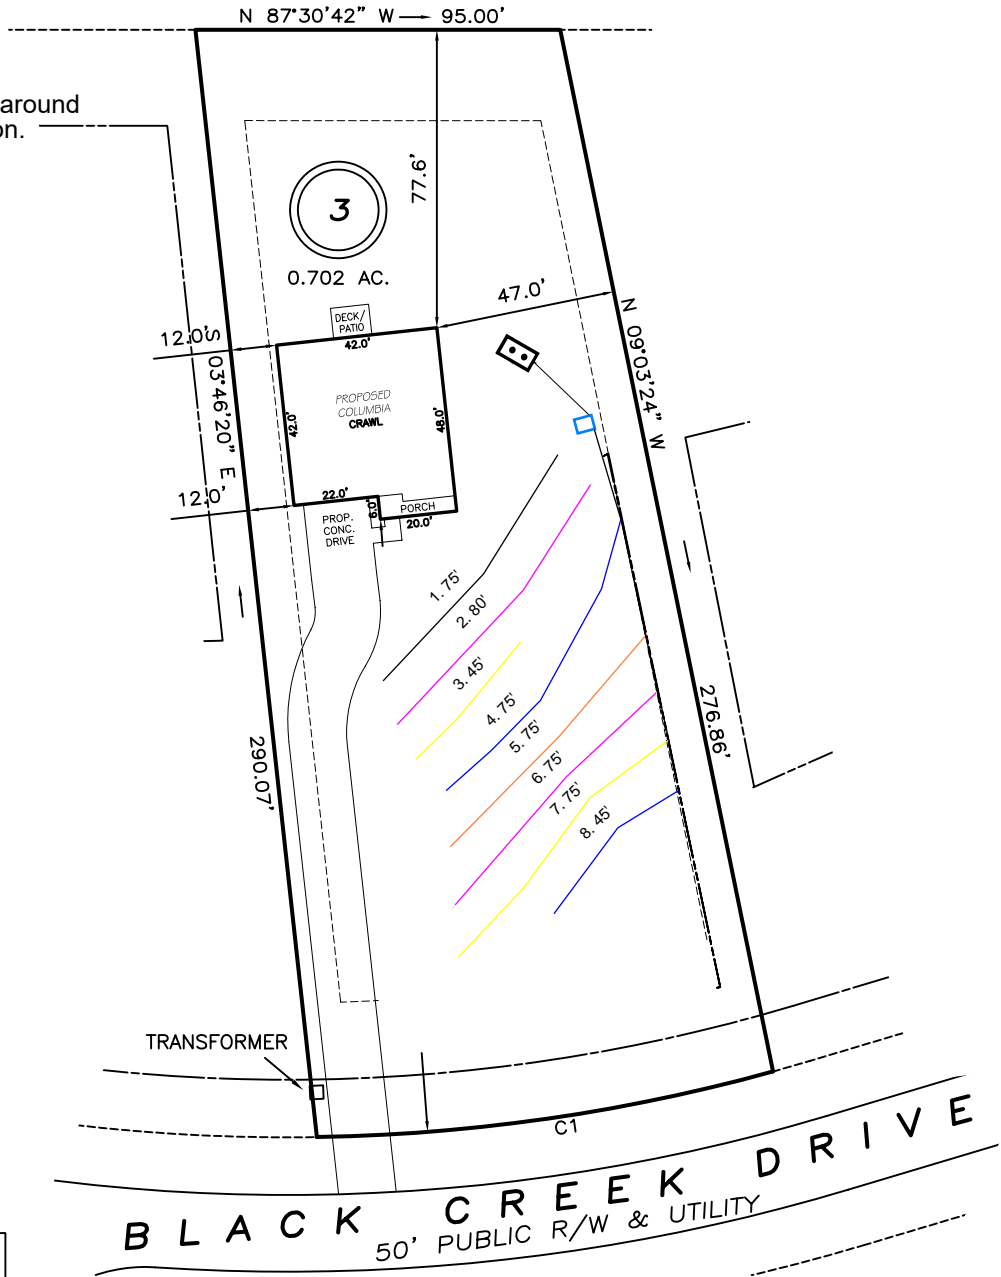 N 87°30'42" W 95.00'
around
on.
77.6'
3
0.702 AC.
47.0'
DECK/
PATIO
42.0'
12.0'
S 03°46'20" E
N 09°03'24" W
PROPOSED
COLUMBIA
CRAWL
42.0'
48.0'
12.0'
22.0'
6.0'
PORCH
20.0'
PROP.
CONC.
DRIVE
1.75'
2.80'
3.45'
4.75'
5.75'
6.75'
7.75'
8.45'
290.07'
276.86'
TRANSFORMER
C1
BLACK CREEK DRIVE
50' PUBLIC R/W & UTILITY